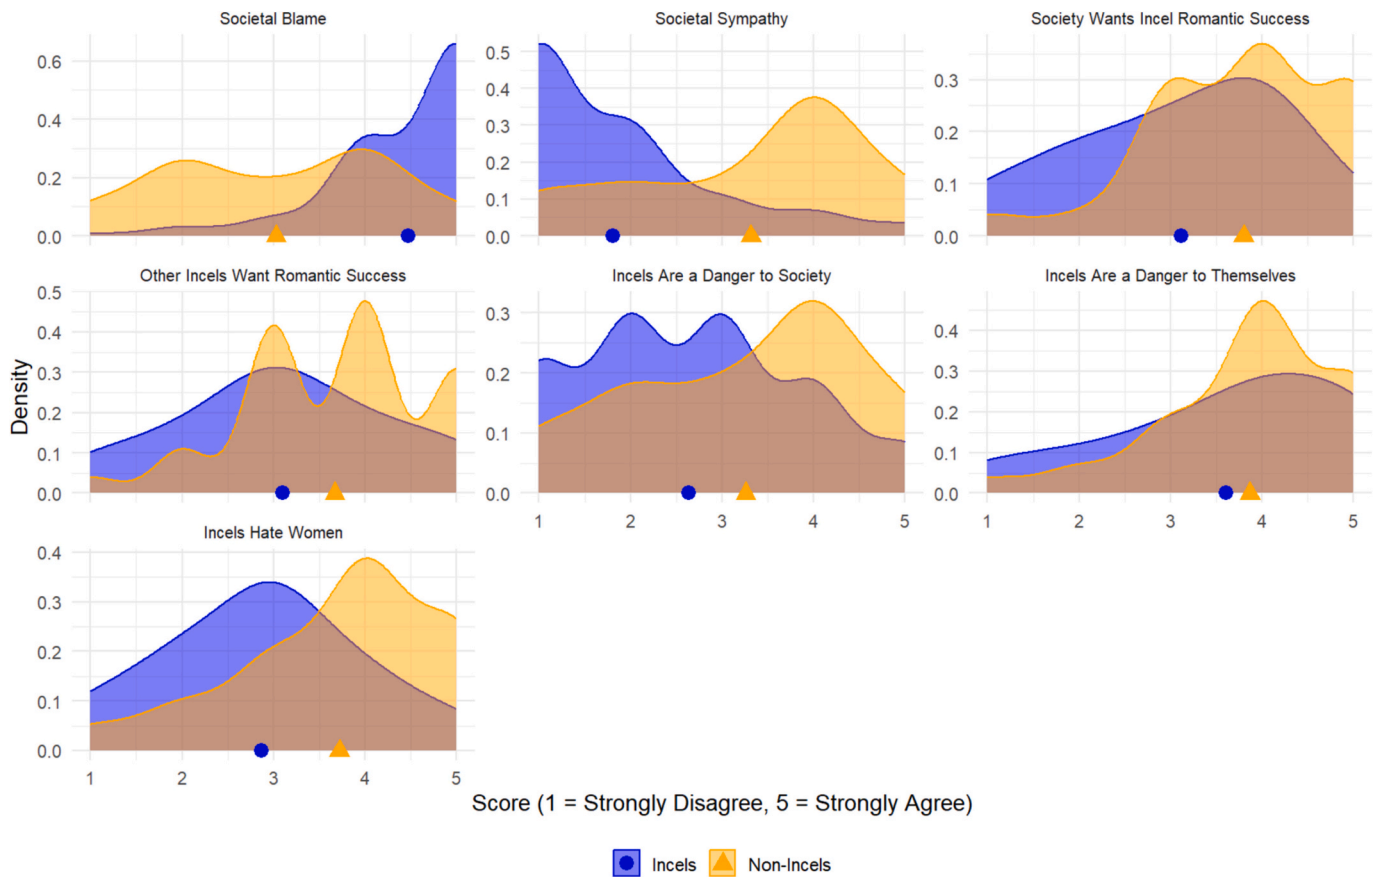 Societal Blame
Societal Sympathy
Society Wants Incel Romantic Success
0.6
0.4
0.2
0.0
0.5
0.4
0.3
0.2
0.1
0.0
0.3
0.2
0.1
0.0
Other Incels Want Romantic Success
Incels Are a Danger to Society
Incels Are a Danger to Themselves
0.5
0.4
0.3
0.2
0.1
0.0
0.3
0.2
0.1
0.0
1 2 3 4 5
0.4
0.3
0.2
0.1
0.0
1 2 3 4 5
Incels Hate Women
0.4
0.3
0.2
0.1
0.0
1 2 3 4 5
Density
Score (1 = Strongly Disagree, 5 = Strongly Agree)
Incels Non-Incels